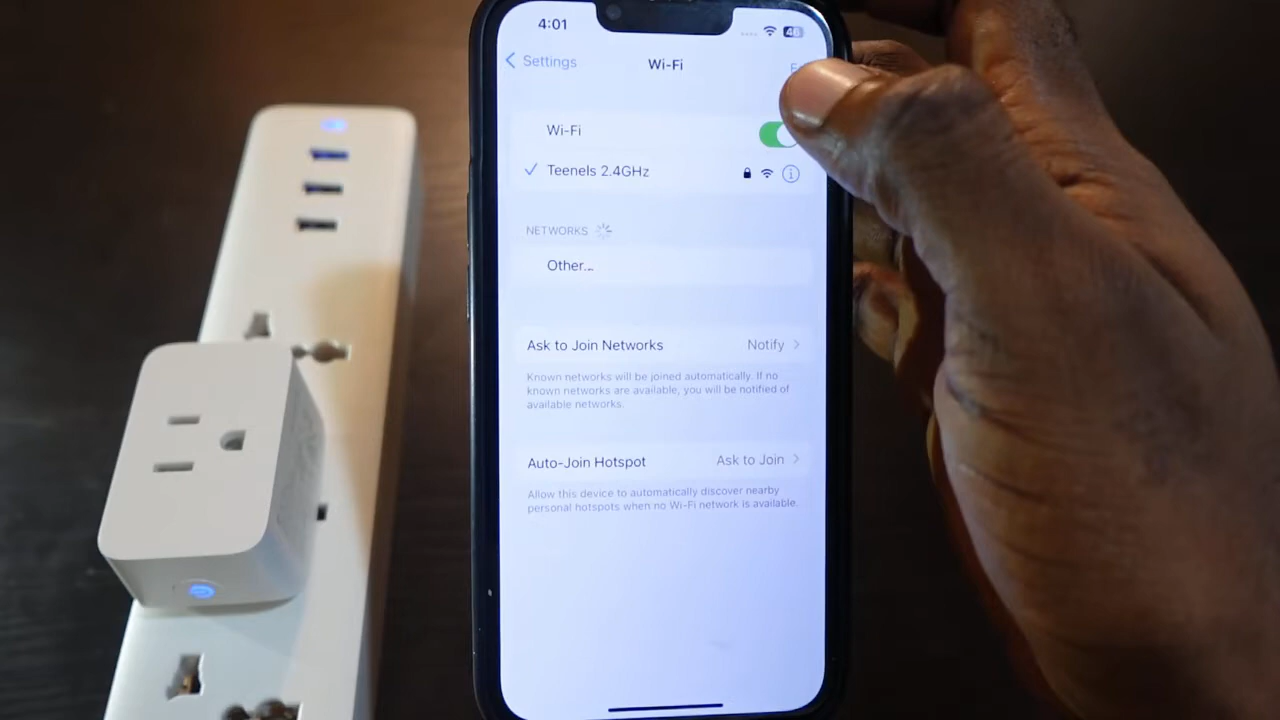 4:01
Settings
Wi-Fi
Wi-Fi
Teenels 2.4GHz
NETWORKS
Other...
Ask to Join Networks Notify
Known networks will be joined automatically. If no
known networks are available, you will be notified of
available networks.
Auto-Join Hotspot Ask to Join
Allow this device to automatically discover nearby
personal hotspots when no Wi-Fi network is available.